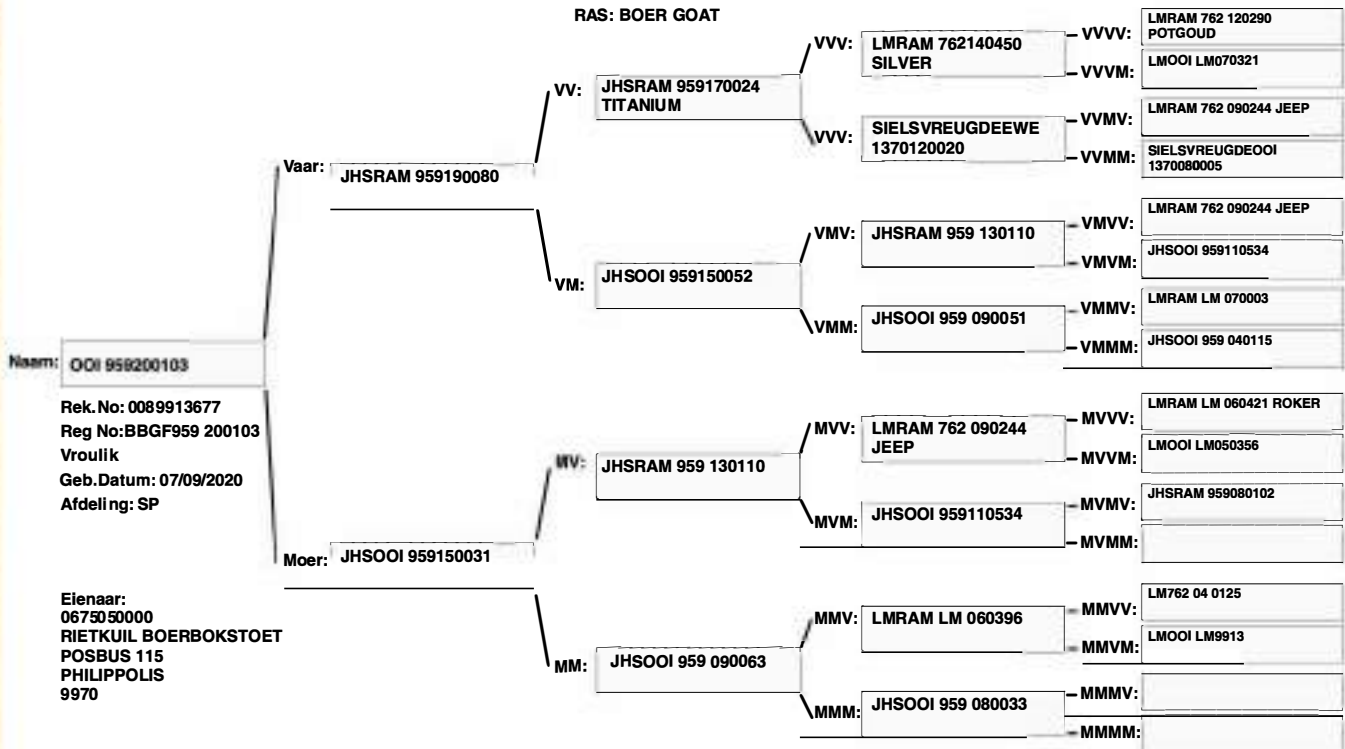 RAS: BOER GOAT
Naam: OOI 959200103
Rek.No: 0089913677
Reg No:BBGF959 200103
Vroulik
Geb.Datum: 07/09/2020
Afdeling: SP
Eienaar:
0675050000
RIETKUIL BOERBOKSTOET
POSBUS 115
PHILIPPOLIS
9970
Vaar: JHSRAM 959190080
Moer: JHSOOI 959150031
VV: JHSRAM 959170024
TITANIUM
VM: JHSOOI 959150052
MV: JHSRAM 959 130110
MM: JHSOOI 959 090063
VVV: LMRAM 762140450
SILVER
VVV: SIELSVREUGDEEWE
1370120020
VMV: JHSRAM 959 130110
VMM: JHSOOI 959 090051
MVV: LMRAM 762 090244
JEEP
MVM: JHSOOI 959110534
MMV: LMRAM LM 060396
MMM: JHSOOI 959 080033
VVVV: LMRAM 762 120290
POTGOUD
VVVM: LMOOI LM070321
VVMV: LMRAM 762 090244 JEEP
VVMM: SIELSVREUGDEOOI
1370080005
VMVV: LMRAM 762 090244 JEEP
VMVM: JHSOOI 959110534
VMMV: LMRAM LM 070003
VMMM: JHSOOI 959 040115
MVVV: LMRAM LM 060421 ROKER
MVVM: LMOOI LM050356
MVMV: JHSRAM 959080102
MVMM:
MMVV: LM762 04 0125
MMVM: LMOOI LM9913
MMMV:
MMMM: